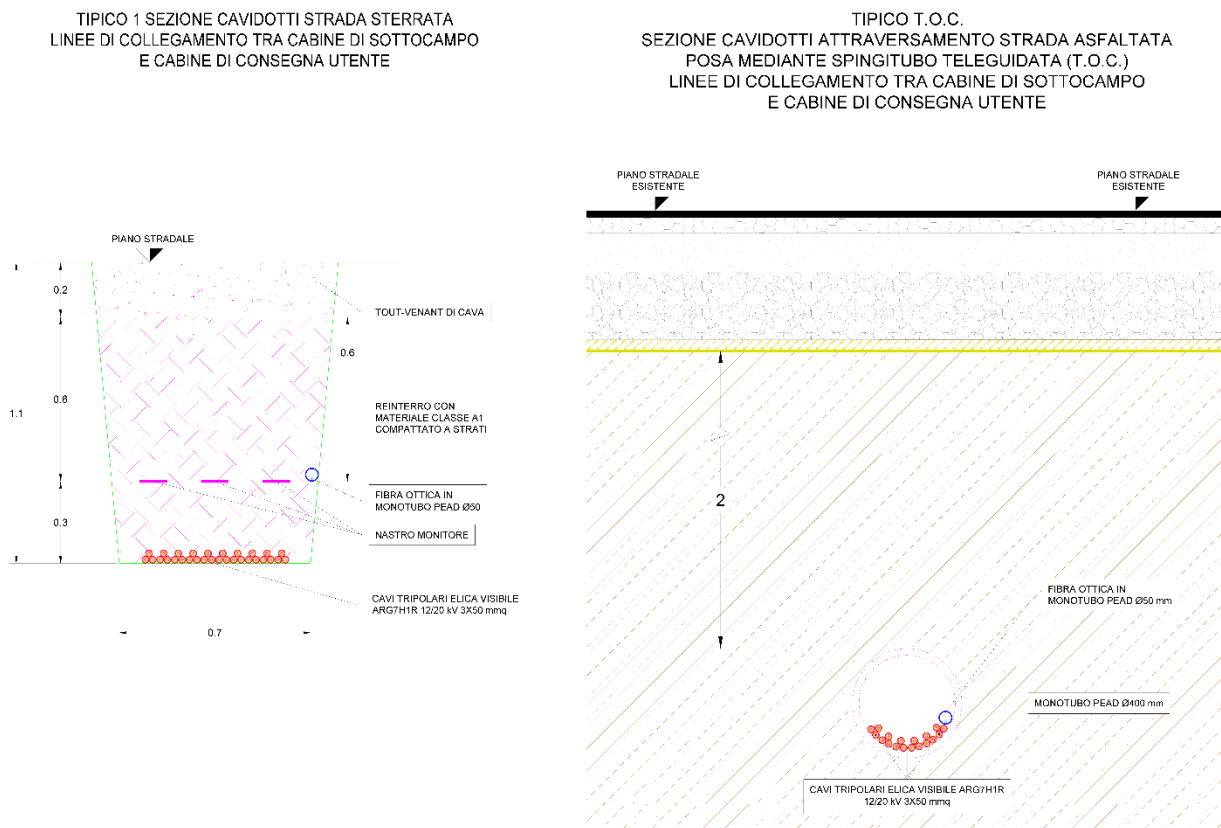 TIPICO 1 SEZIONE CAVIDOTTI STRADA STERRATA
LINEE DI COLLEGAMENTO TRA CABINE DI SOTTOCAMPO
E CABINE DI CONSEGNA UTENTE
PIANO STRADALE
0.2
TOUT-VENANT DI CAVA
0.6
1.1
0.6
REINTERRO CON
MATERIALE CLASSE A1
COMPATTATO A STRATI
FIBRA OTTICA IN
MONOTUBO PEAD Ø50
0.3
NASTRO MONITORE
CAVI TRIPOLARI ELICA VISIBILE
ARG7H1R 12/20 kV 3X50 mmq
0.7
TIPICO T.O.C.
SEZIONE CAVIDOTTI ATTRAVERSAMENTO STRADA ASFALTATA
POSA MEDIANTE SPINGITUBO TELEGUIDATA (T.O.C.)
LINEE DI COLLEGAMENTO TRA CABINE DI SOTTOCAMPO
E CABINE DI CONSEGNA UTENTE
PIANO STRADALE
ESISTENTE
PIANO STRADALE
ESISTENTE
2
FIBRA OTTICA IN
MONOTUBO PEAD Ø50 mm
MONOTUBO PEAD Ø400 mm
CAVI TRIPOLARI ELICA VISIBILE ARG7H1R
12/20 kV 3X50 mmq